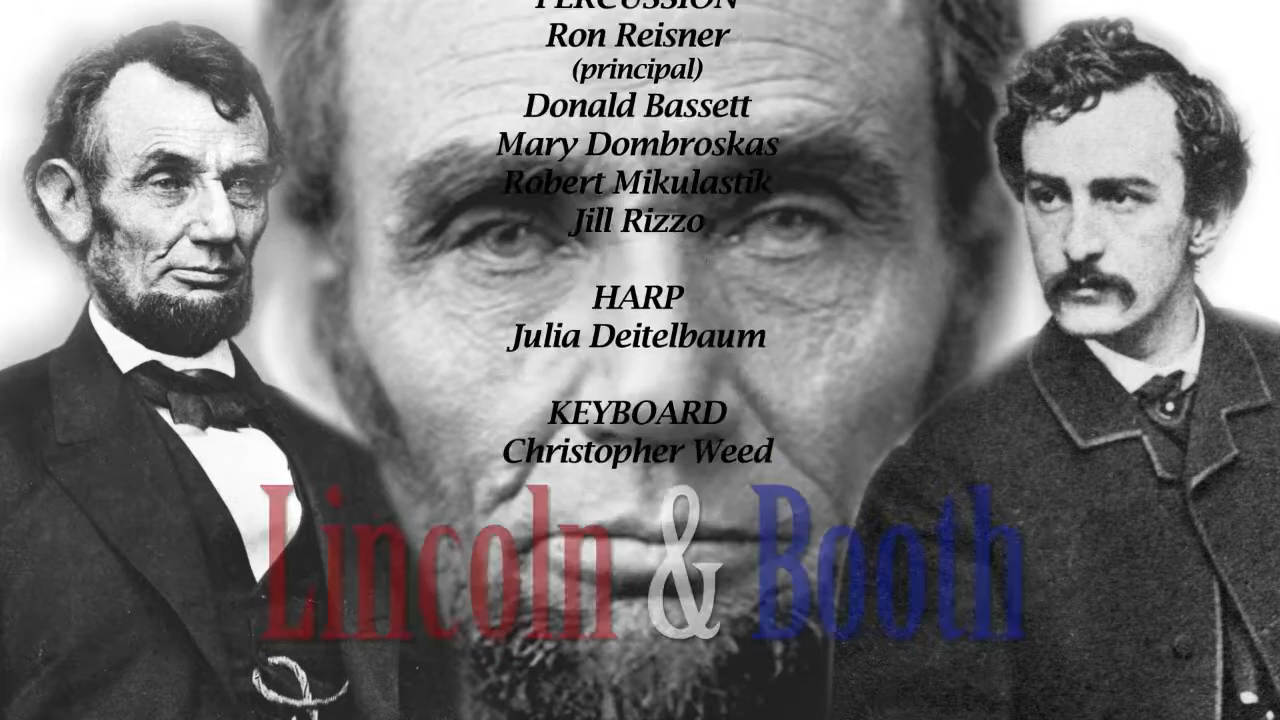 PERCUSSION
Ron Reisner
(principal)
Donald Bassett
Mary Dombroskas
Robert Mikulastik
Jill Rizzo
HARP
Julia Deitelbaum
KEYBOARD
Christopher Weed
Lincoln & Booth